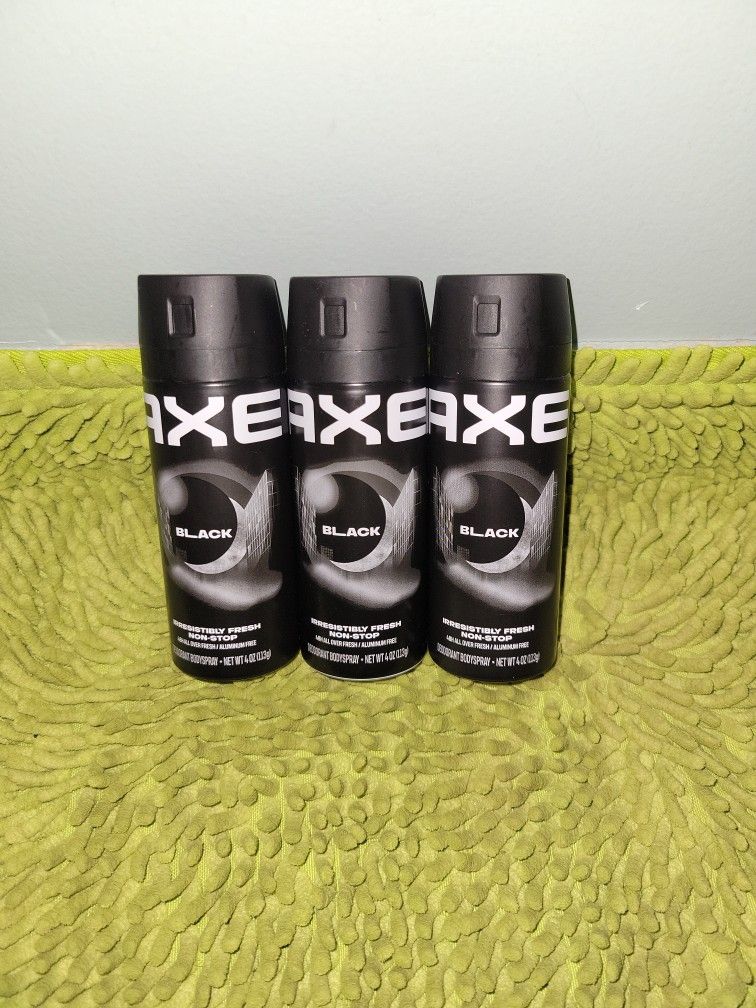 AXE
BLACK
IRRESISTIBLY FRESH
NON-STOP
48H ALL OVER FRESH / ALUMINUM FREE
DEODORANT BODYSPRAY • NET WT 4 OZ (113g)
AXE
BLACK
IRRESISTIBLY FRESH
NON-STOP
48H ALL OVER FRESH / ALUMINUM FREE
DEODORANT BODYSPRAY • NET WT 4 OZ (113g)
AXE
BLACK
IRRESISTIBLY FRESH
NON-STOP
48H ALL OVER FRESH / ALUMINUM FREE
DEODORANT BODYSPRAY • NET WT 4 OZ (113g)